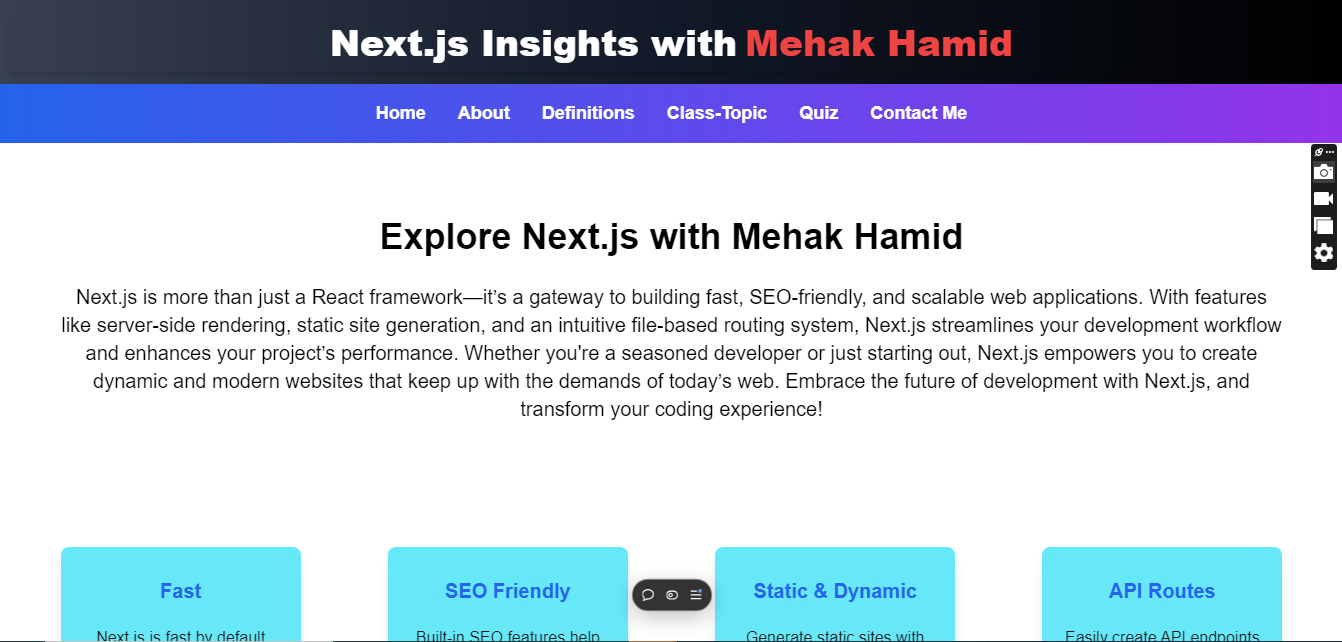 Next.js Insights with Mehak Hamid
Home About Definitions Class-Topic Quiz Contact Me
Explore Next.js with Mehak Hamid
Next.js is more than just a React framework—it’s a gateway to building fast, SEO-friendly, and scalable web applications. With features
like server-side rendering, static site generation, and an intuitive file-based routing system, Next.js streamlines your development workflow
and enhances your project’s performance. Whether you're a seasoned developer or just starting out, Next.js empowers you to create
dynamic and modern websites that keep up with the demands of today’s web. Embrace the future of development with Next.js, and
transform your coding experience!
Fast SEO Friendly Static & Dynamic API Routes
Next.js is fast by default Built-in SEO features help Generate static sites with Easily create API endpoints